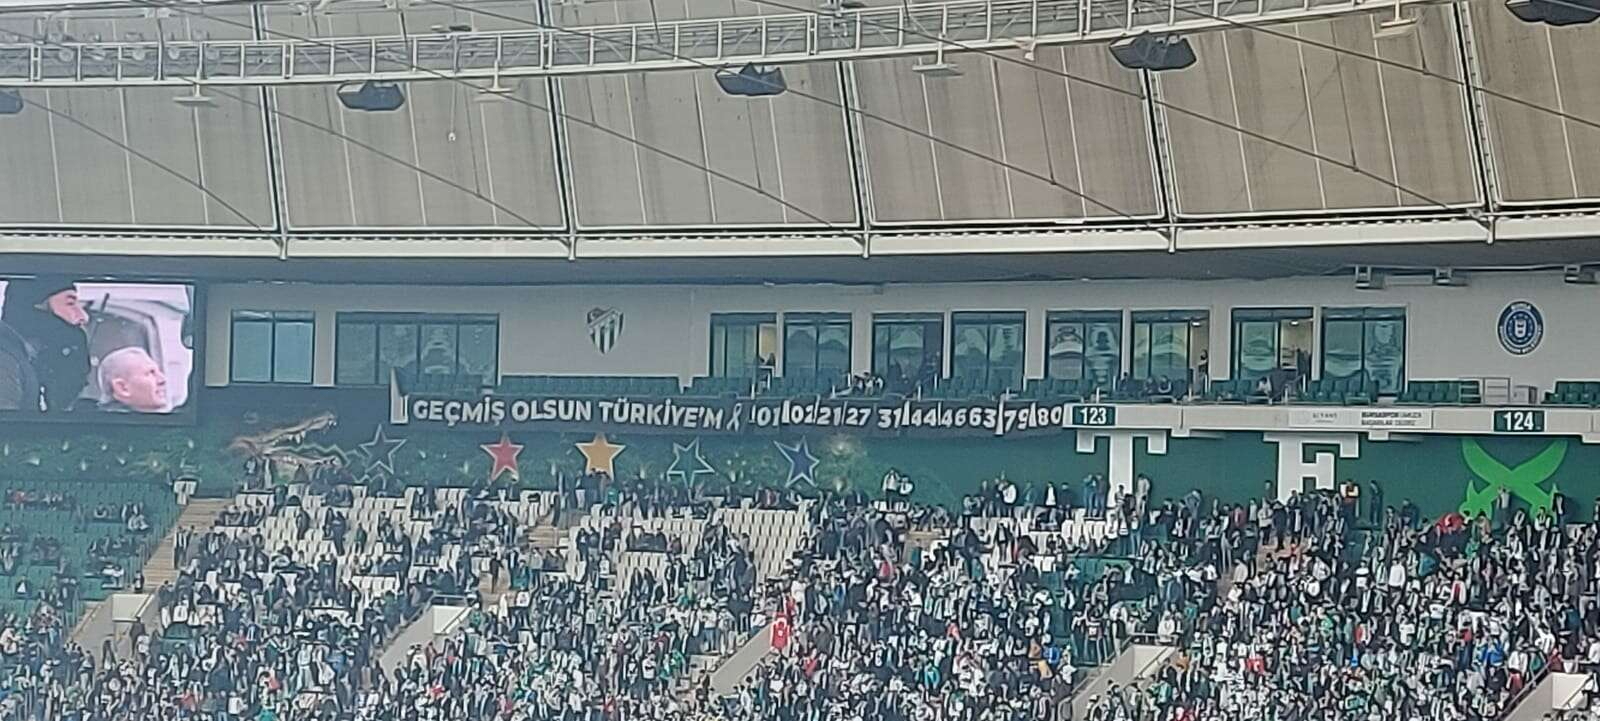 GEÇMİŞ OLSUN TÜRKİYE'M 01 02 21 27 31 44 46 63 79 80
123
124
T F